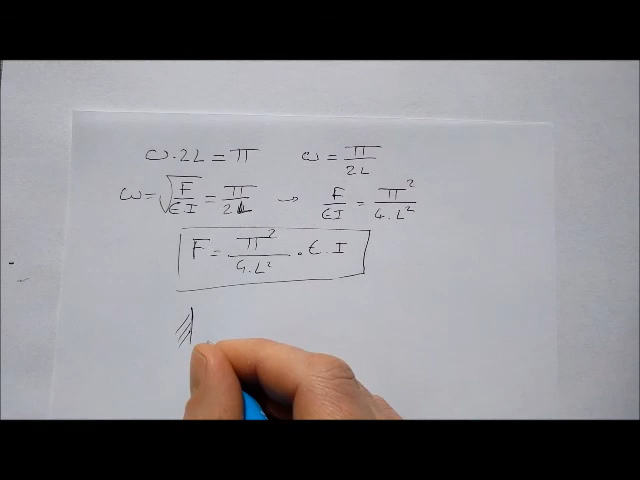 ω.2L = π ω = π/2L
ω = √(F/EI) = π/2L → F/EI = π²/4.L²
F = π²/4.L² . E.I